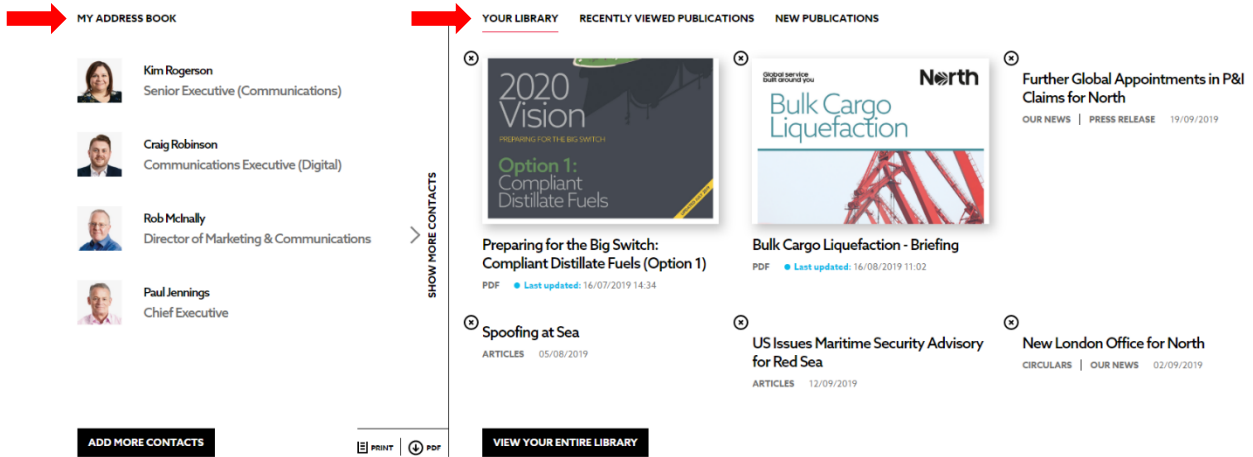 MY ADDRESS BOOK
Kim Rogerson
Senior Executive (Communications)
Craig Robinson
Communications Executive (Digital)
Rob McInally
Director of Marketing & Communications
Paul Jennings
Chief Executive
SHOW MORE CONTACTS
ADD MORE CONTACTS
PRINT
PDF
YOUR LIBRARY RECENTLY VIEWED PUBLICATIONS NEW PUBLICATIONS
2020
Vision
PREPARING FOR THE BIG SWITCH
Option 1:
Compliant
Distillate Fuels
Preparing for the Big Switch:
Compliant Distillate Fuels (Option 1)
PDF Last updated: 16/07/2019 14:34
Global service
built around you
North
Bulk Cargo
Liquefaction
Bulk Cargo Liquefaction - Briefing
PDF Last updated: 16/08/2019 11:02
Further Global Appointments in P&I
Claims for North
OUR NEWS | PRESS RELEASE 19/09/2019
Spoofing at Sea
ARTICLES 05/08/2019
US Issues Maritime Security Advisory
for Red Sea
ARTICLES 12/09/2019
New London Office for North
CIRCULARS | OUR NEWS 02/09/2019
VIEW YOUR ENTIRE LIBRARY